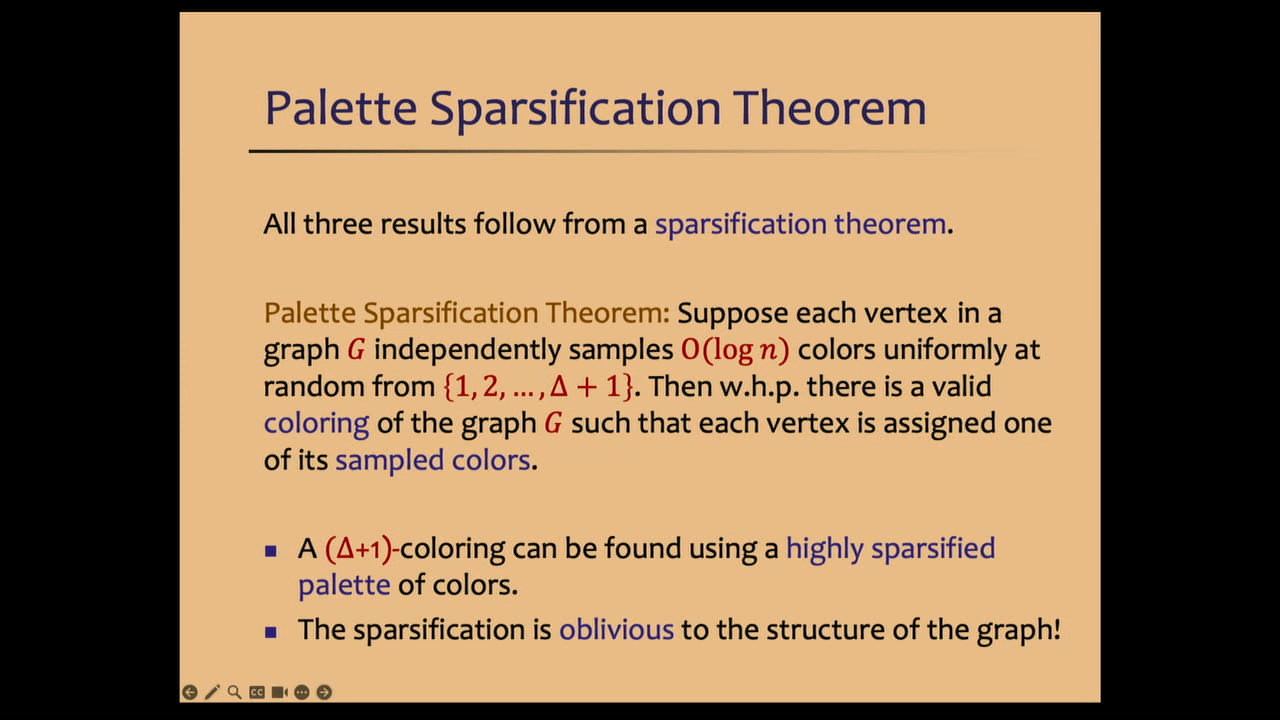 Palette Sparsification Theorem
All three results follow from a sparsification theorem.
Palette Sparsification Theorem: Suppose each vertex in a
graph G independently samples O(log n) colors uniformly at
random from {1, 2, …, Δ + 1}. Then w.h.p. there is a valid
coloring of the graph G such that each vertex is assigned one
of its sampled colors.
■ A (Δ+1)-coloring can be found using a highly sparsified
palette of colors.
■ The sparsification is oblivious to the structure of the graph!
CC